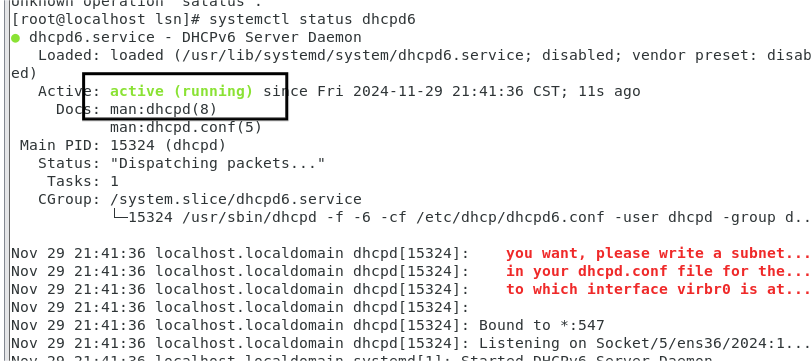 Unknown operation 'satatus'.
[root@localhost lsn]# systemctl status dhcpd6
● dhcpd6.service - DHCPv6 Server Daemon
Loaded: loaded (/usr/lib/systemd/system/dhcpd6.service; disabled; vendor preset: disab
ed)
Active: active (running) since Fri 2024-11-29 21:41:36 CST; 11s ago
Docs: man:dhcpd(8)
man:dhcpd.conf(5)
Main PID: 15324 (dhcpd)
Status: "Dispatching packets..."
Tasks: 1
CGroup: /system.slice/dhcpd6.service
└─15324 /usr/sbin/dhcpd -f -6 -cf /etc/dhcp/dhcpd6.conf -user dhcpd -group d...
Nov 29 21:41:36 localhost.localdomain dhcpd[15324]: you want, please write a subnet...
Nov 29 21:41:36 localhost.localdomain dhcpd[15324]: in your dhcpd.conf file for the...
Nov 29 21:41:36 localhost.localdomain dhcpd[15324]: to which interface virbr0 is at...
Nov 29 21:41:36 localhost.localdomain dhcpd[15324]:
Nov 29 21:41:36 localhost.localdomain dhcpd[15324]: Bound to *:547
Nov 29 21:41:36 localhost.localdomain dhcpd[15324]: Listening on Socket/5/ens36/2024:1...
Nov 29 21:41:36 localhost.localdomain systemd[1]: Started DHCPv6 Server Daemon.